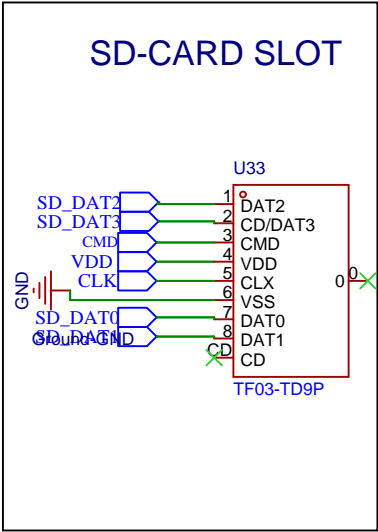 SD-CARD SLOT
U33
SD_DAT2 1 DAT2
SD_DAT3 2 CD/DAT3
CMD 3 CMD
VDD 4 VDD
CLK 5 CLX
GND 6 VSS
SD_DAT0 7 DAT0
SD_DAT1 8 DAT1
Ground-GND
CD CD
0 0
TF03-TD9P